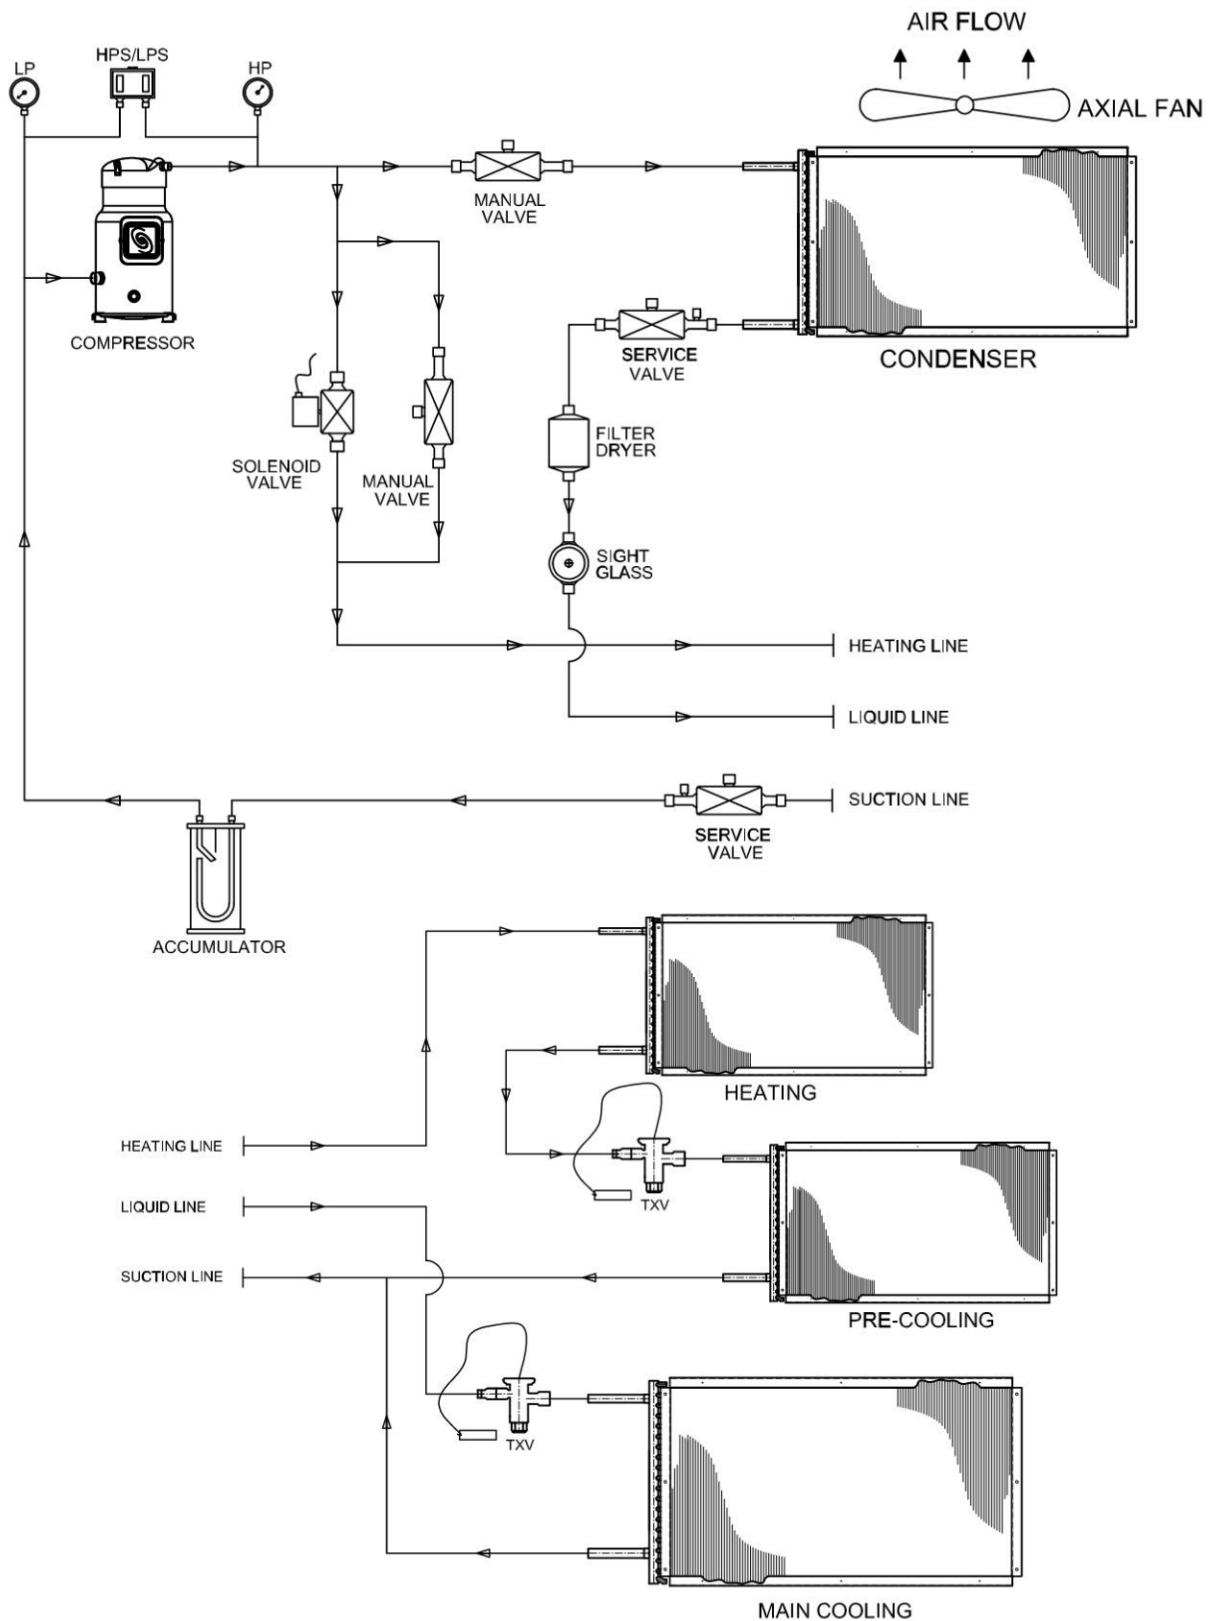 AIR FLOW
HPS/LPS
LP
HP
AXIAL FAN
MANUAL
VALVE
COMPRESSOR
SERVICE
VALVE
CONDENSER
FILTER
DRYER
SOLENOID
VALVE
MANUAL
VALVE
SIGHT
GLASS
HEATING LINE
LIQUID LINE
SUCTION LINE
SERVICE
VALVE
ACCUMULATOR
HEATING
HEATING LINE
LIQUID LINE
TXV
SUCTION LINE
PRE-COOLING
TXV
MAIN COOLING